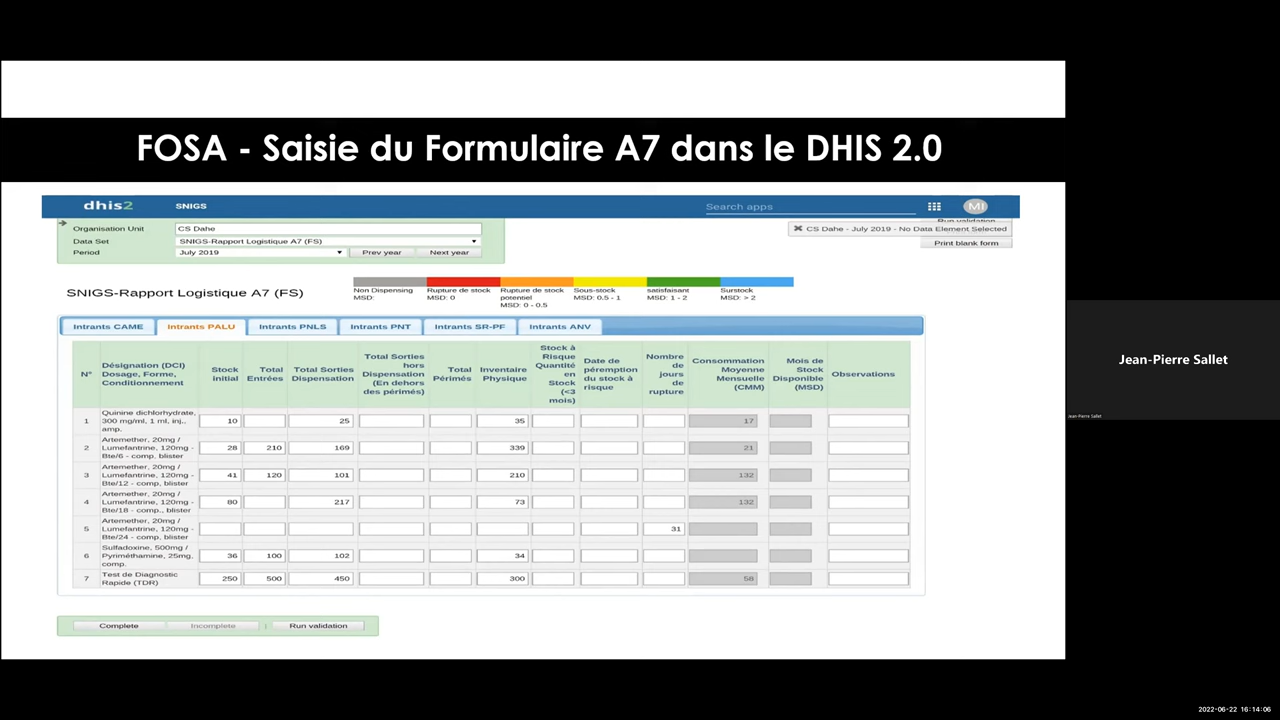 FOSA - Saisie du Formulaire A7 dans le DHIS 2.0
dhis2 SNIGS Search apps MI
Organisation Unit CS Dahe
Run validation
CS Dahe - July 2019 - No Data Element Selected
Data Set SNIGS-Rapport Logistique A7 (FS)
Print blank form
Period July 2019 Prev year Next year
SNIGS-Rapport Logistique A7 (FS)
Non Dispensing
MSD:
Rupture de stock
MSD: 0
Rupture de stock
potentiel
MSD: 0 - 0.5
Sous-stock
MSD: 0.5 - 1
satisfaisant
MSD: 1 - 2
Surstock
MSD: > 2
Intrants CAME Intrants PALU Intrants PNLS Intrants PNT Intrants SR-PF Intrants ANV
N°
Désignation (DCI)
Dosage, Forme,
Conditionnement
Stock
Initial
Total
Entrées
Total Sorties
Dispensation
Total Sorties
hors
Dispensation
(En dehors
des périmés)
Total
Périmés
Inventaire
Physique
Stock à
Risque
Quantité
en
Stock
(<3
mois)
Date de
péremption
du stock à
risque
Nombre
de
jours
de
rupture
Consommation
Moyenne
Mensuelle
(CMM)
Mois de
Stock
Disponible
(MSD)
Observations
1
Quinine dichlorhydrate,
300 mg/ml, 1 ml, inj.,
amp.
10 25 35 17
2
Artemether, 20mg /
Lumefantrine, 120mg -
Bte/6 - comp, blister
28 210 169 339 21
3
Artemether, 20mg /
Lumefantrine, 120mg -
Bte/12 - comp, blister
41 120 101 210 132
4
Artemether, 20mg /
Lumefantrine, 120mg -
Bte/18 - comp., blister
80 217 73 132
5
Artemether, 20mg /
Lumefantrine, 120mg -
Bte/24 - comp, blister
31
6
Sulfadoxine, 500mg /
Pyriméthamine, 25mg,
comp.
36 100 102 34
7
Test de Diagnostic
Rapide (TDR)
250 500 450 300 58
Complete Incomplete | Run validation
Jean-Pierre Sallet
Jean-Pierre Sallet
2022-06-22 16:14:06